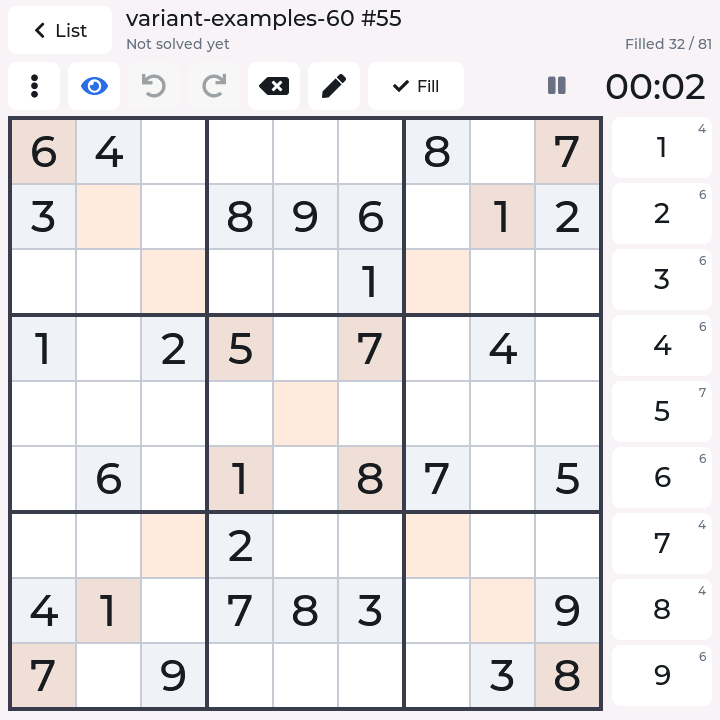 List
variant-examples-60 #55
Not solved yet
Filled 32 / 81
Fill
00:02
6 4 8 7
3 8 9 6 1 2
1
1 2 5 7 4
6 1 8 7 5
2
4 1 7 8 3 9
7 9 3 8
1 4
2 6
3 6
4 6
5 7
6 6
7 4
8 4
9 6